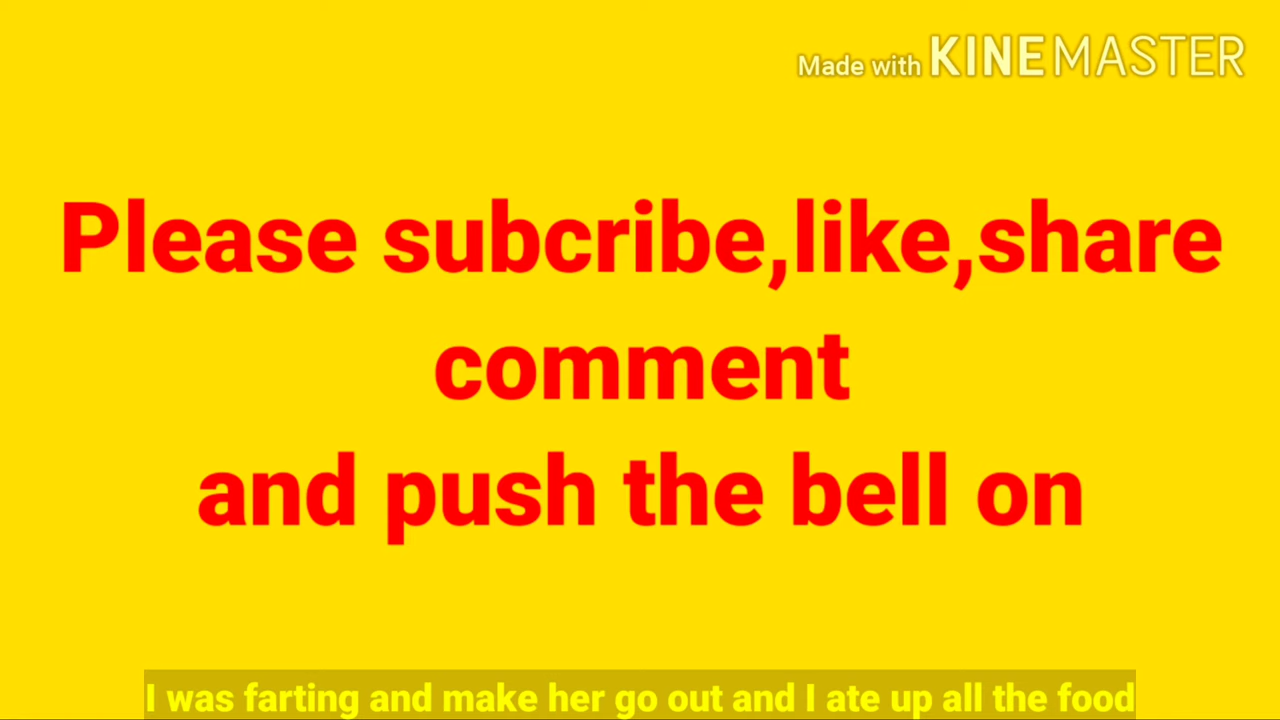 Made with KINEMASTER
Please subcribe,like,share
comment
and push the bell on
I was farting and make her go out and I ate up all the food